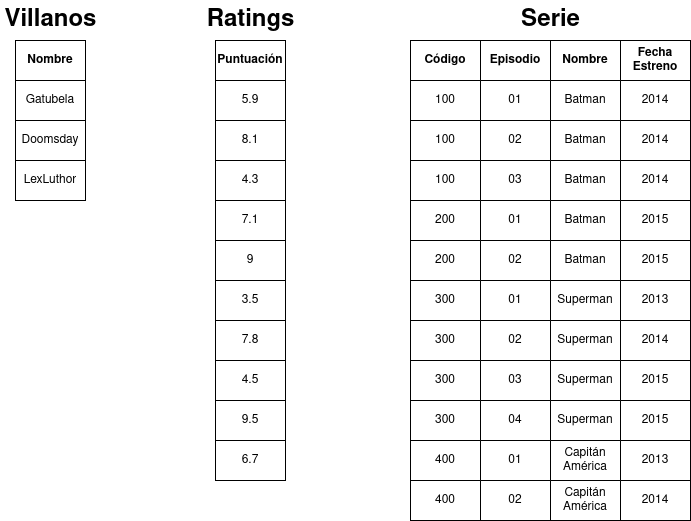 Villanos
Nombre
Gatubela
Doomsday
LexLuthor
Ratings
Puntuación
5.9
8.1
4.3
7.1
9
3.5
7.8
4.5
9.5
6.7
Serie
Código Episodio Nombre Fecha
Estreno
100 01 Batman 2014
100 02 Batman 2014
100 03 Batman 2014
200 01 Batman 2015
200 02 Batman 2015
300 01 Superman 2013
300 02 Superman 2014
300 03 Superman 2015
300 04 Superman 2015
400 01 Capitán
América 2013
400 02 Capitán
América 2014